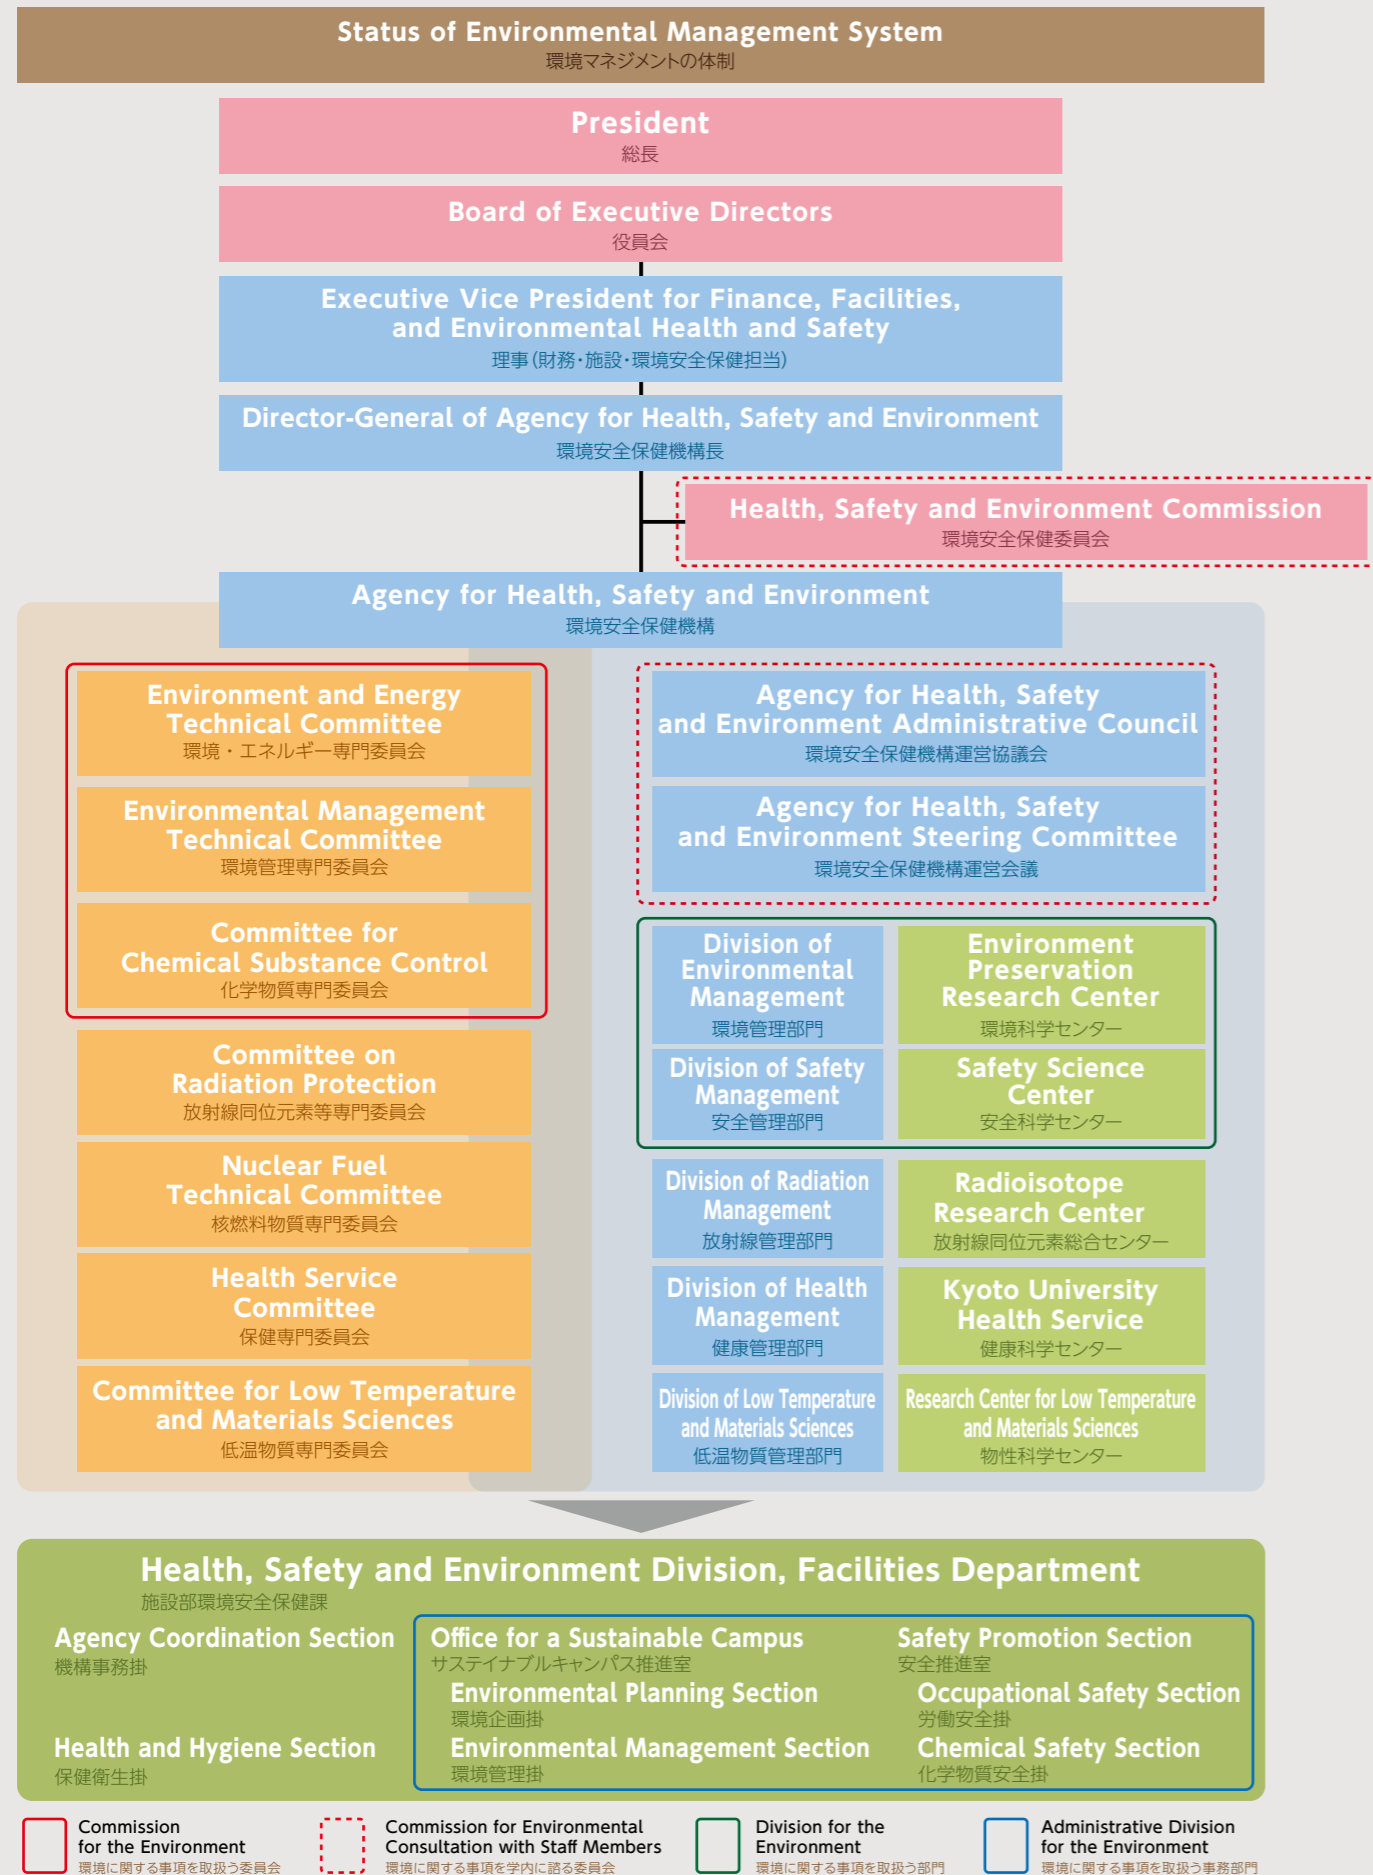 Status of Environmental Management System
環境マネジメントの体制
President
総長
Board of Executive Directors
役員会
Executive Vice President for Finance, Facilities,
and Environmental Health and Safety
理事(財務・施設・環境安全保健担当)
Director-General of Agency for Health, Safety and Environment
環境安全保健機構長
Health, Safety and Environment Commission
環境安全保健委員会
Agency for Health, Safety and Environment
環境安全保健機構
Environment and Energy
Technical Committee
環境・エネルギー専門委員会
Environmental Management
Technical Committee
環境管理専門委員会
Committee for
Chemical Substance Control
化学物質専門委員会
Committee on
Radiation Protection
放射線同位元素等専門委員会
Nuclear Fuel
Technical Committee
核燃料物質専門委員会
Health Service
Committee
保健専門委員会
Committee for Low Temperature
and Materials Sciences
低温物質専門委員会
Agency for Health, Safety
and Environment Administrative Council
環境安全保健機構運営協議会
Agency for Health, Safety
and Environment Steering Committee
環境安全保健機構運営会議
Division of
Environmental
Management
環境管理部門
Environment
Preservation
Research Center
環境科学センター
Division of Safety
Management
安全管理部門
Safety Science
Center
安全科学センター
Division of Radiation
Management
放射線管理部門
Radioisotope
Research Center
放射線同位元素総合センター
Division of Health
Management
健康管理部門
Kyoto University
Health Service
健康科学センター
Division of Low Temperature
and Materials Sciences
低温物質管理部門
Research Center for Low Temperature
and Materials Sciences
物性科学センター
Health, Safety and Environment Division, Facilities Department
施設部環境安全保健課
Agency Coordination Section
機構事務掛
Health and Hygiene Section
保健衛生掛
Office for a Sustainable Campus
サステイナブルキャンパス推進室
Environmental Planning Section
環境企画掛
Environmental Management Section
環境管理掛
Safety Promotion Section
安全推進室
Occupational Safety Section
労働安全掛
Chemical Safety Section
化学物質安全掛
Commission
for the Environment
環境に関する事項を取扱う委員会
Commission for Environmental
Consultation with Staff Members
環境に関する事項を学内に諮る委員会
Division for the
Environment
環境に関する事項を取扱う部門
Administrative Division
for the Environment
環境に関する事項を取扱う事務部門